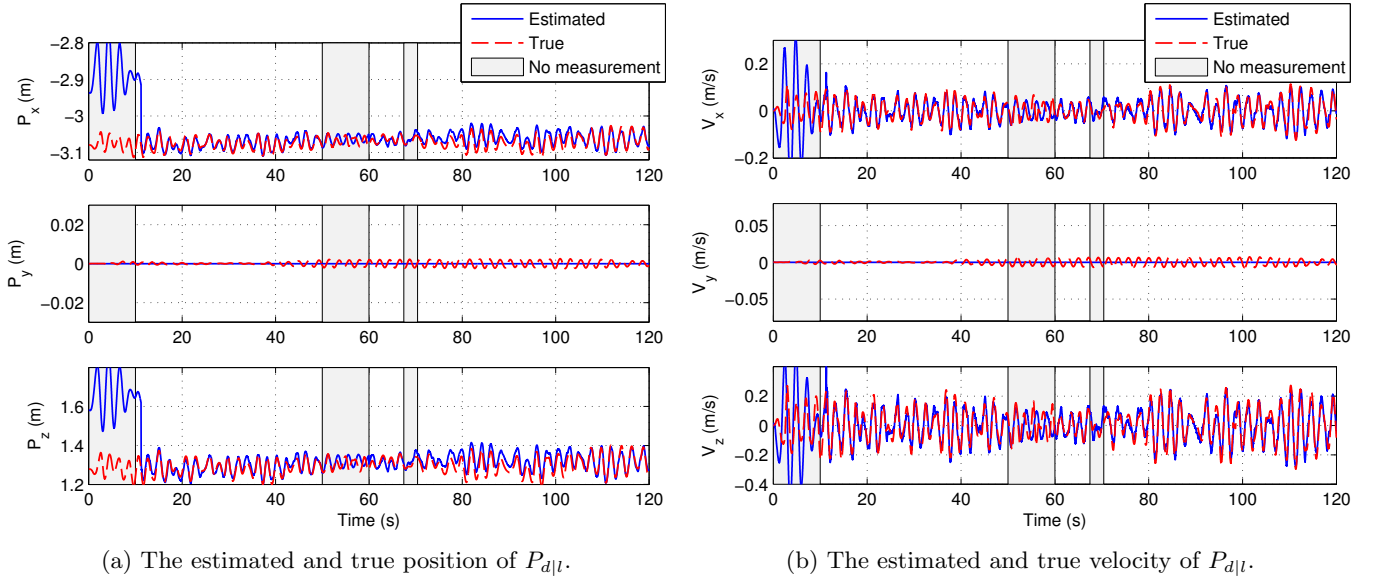 Estimated
True
No measurement
P_x (m)
−2.8
−2.9
−3
−3.1
0 20 40 60 80 100 120
P_y (m)
0.02
0
−0.02
0 20 40 60 80 100 120
P_z (m)
1.6
1.4
1.2
0 20 40 60 80 100 120
Time (s)
(a) The estimated and true position of P_{d|l}.
Estimated
True
No measurement
V_x (m/s)
0.2
0
−0.2
0 20 40 60 80 100 120
V_y (m/s)
0.05
0
−0.05
0 20 40 60 80 100 120
V_z (m/s)
0.2
0
−0.2
−0.4
0 20 40 60 80 100 120
Time (s)
(b) The estimated and true velocity of P_{d|l}.